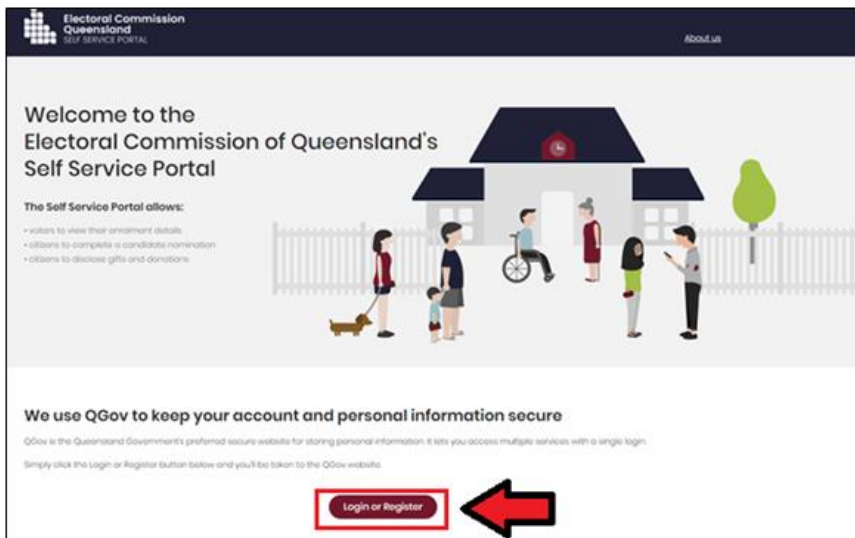 Electoral Commission
Queensland
SELF SERVICE PORTAL
About us
Welcome to the
Electoral Commission of Queensland's
Self Service Portal
The Self Service Portal allows:
• voters to view their enrolment details
• citizens to complete a candidate nomination
• citizens to disclose gifts and donations
We use QGov to keep your account and personal information secure
QGov is the Queensland Government's preferred secure website for storing personal information. It lets you access multiple services with a single login.
Simply click the Login or Register button below and you'll be taken to the QGov website
Login or Register